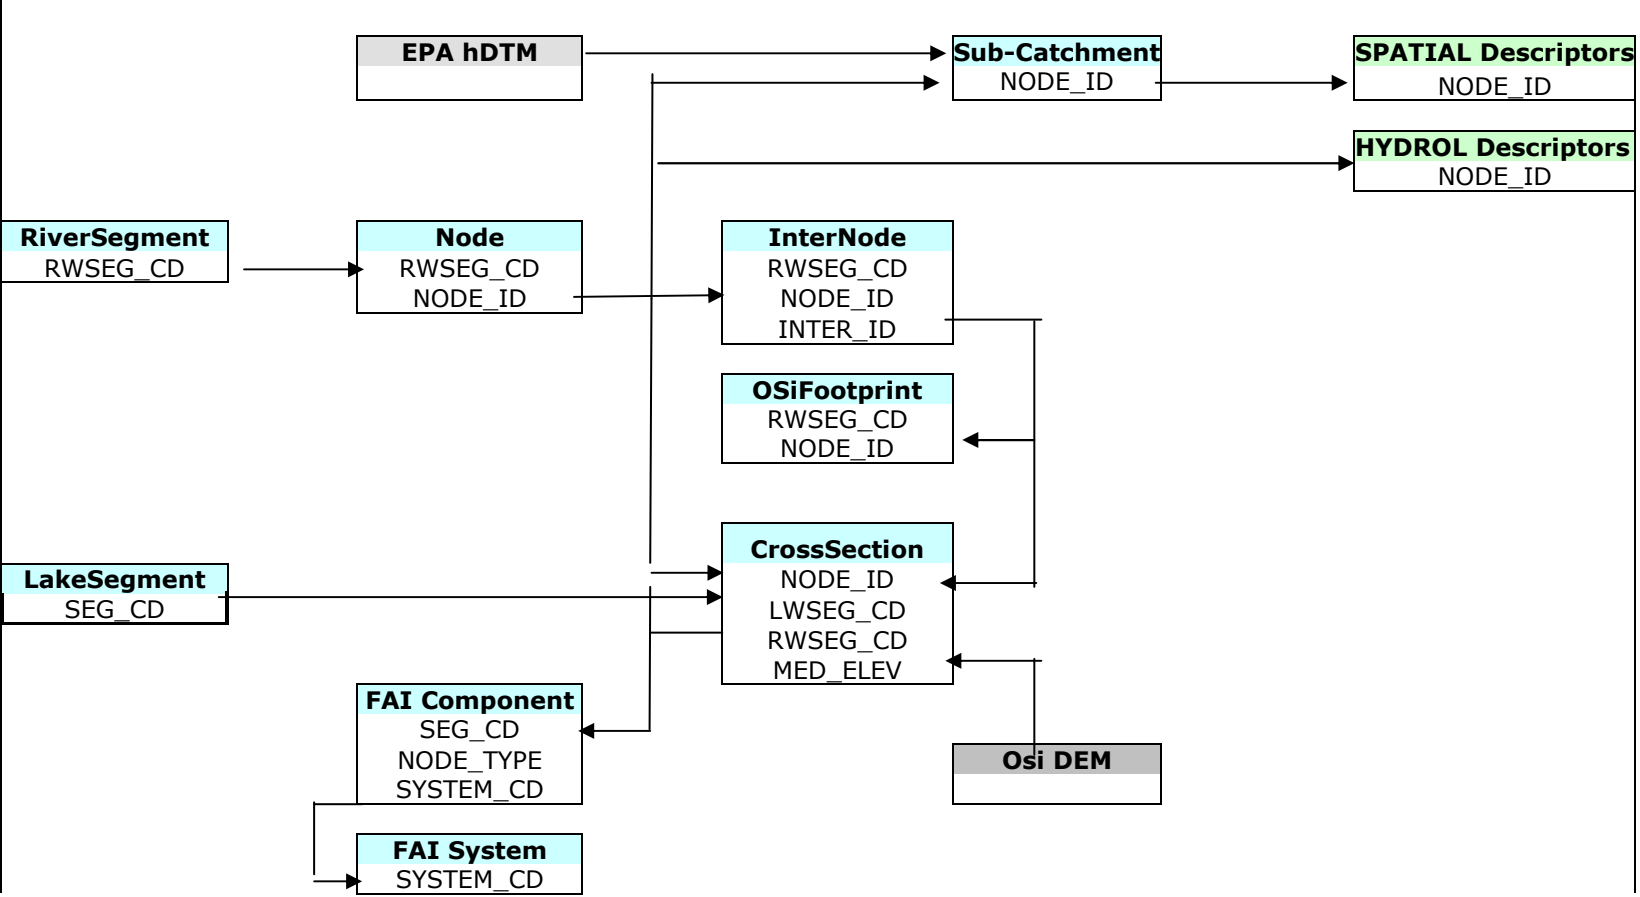 EPA hDTM
Sub-Catchment
NODE_ID
SPATIAL Descriptors
NODE_ID
HYDROL Descriptors
NODE_ID
RiverSegment
RWSEG_CD
Node
RWSEG_CD
NODE_ID
InterNode
RWSEG_CD
NODE_ID
INTER_ID
OSiFootprint
RWSEG_CD
NODE_ID
CrossSection
NODE_ID
LWSEG_CD
RWSEG_CD
MED_ELEV
LakeSegment
SEG_CD
FAI Component
SEG_CD
NODE_TYPE
SYSTEM_CD
Osi DEM
FAI System
SYSTEM_CD